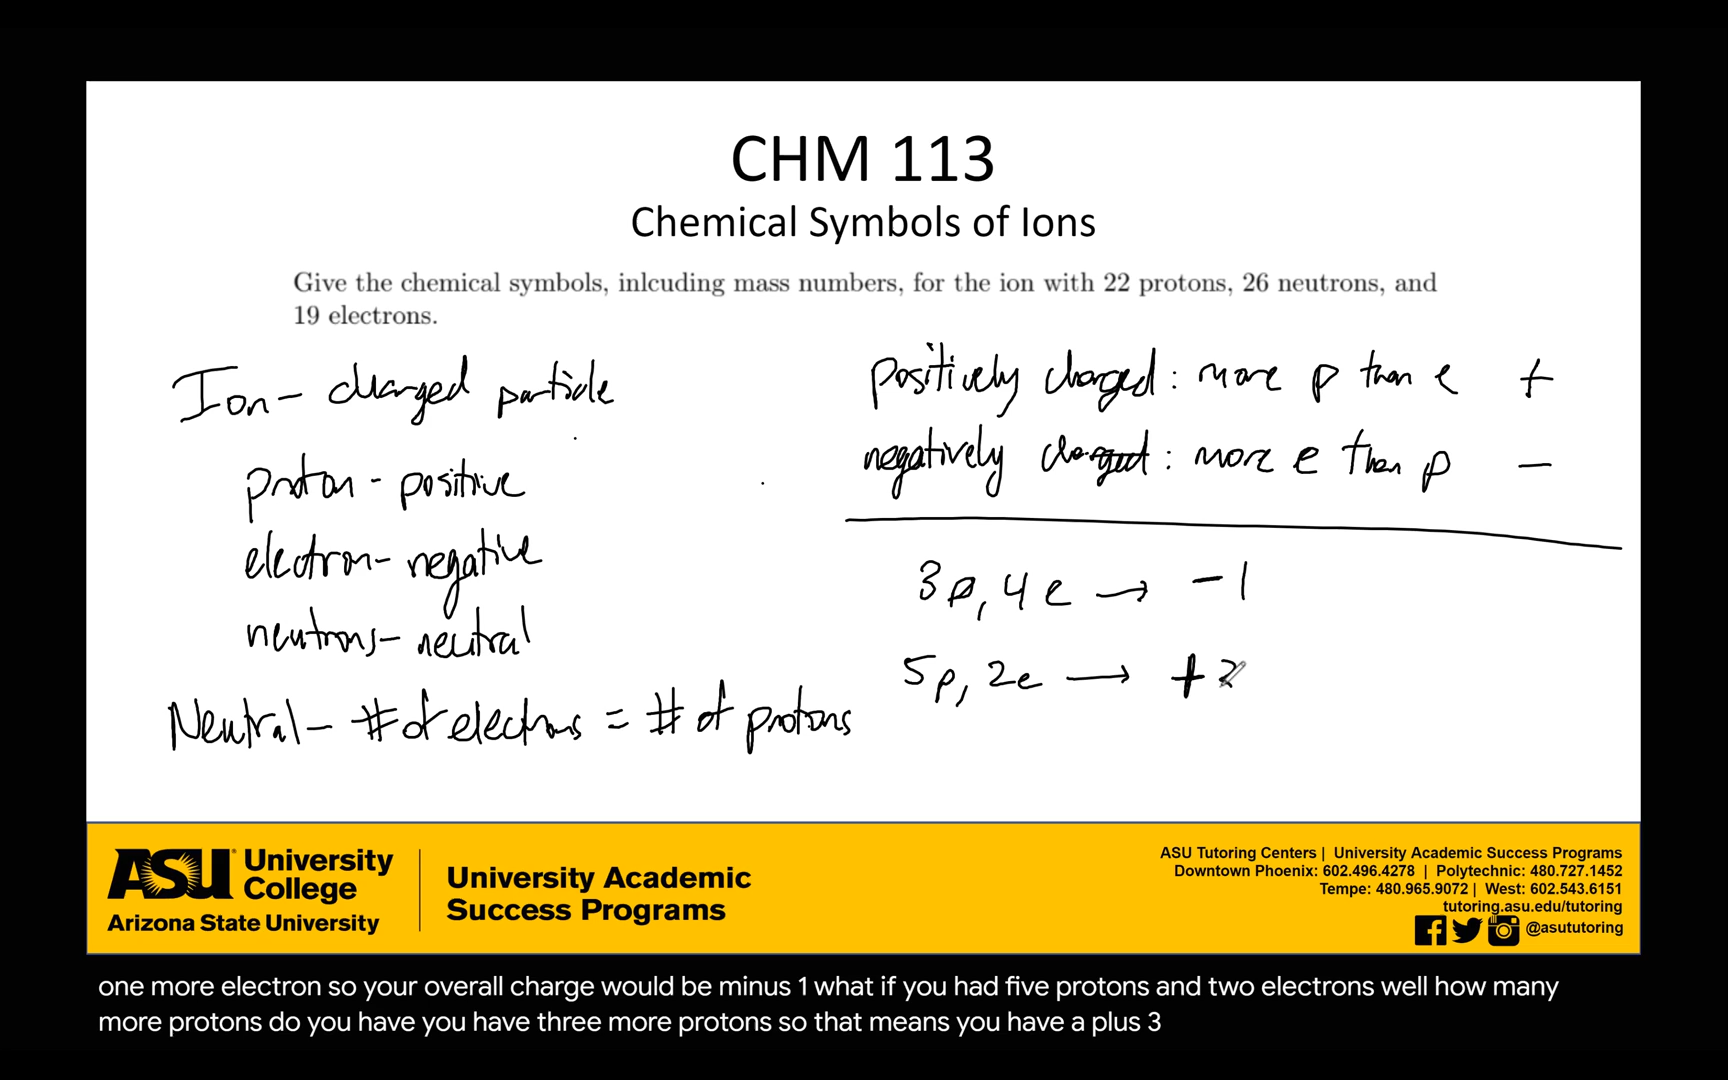 CHM 113
Chemical Symbols of Ions
Give the chemical symbols, inlcuding mass numbers, for the ion with 22 protons, 26 neutrons, and
19 electrons.
Ion- charged particle
proton - positive
electron- negative
neutrons- neutral
Neutral- # of electrons = # of protons
positively charged: more p than e +
negatively charged: more e than p -
3p, 4e → -1
5p, 2e → +
ASU University
College
Arizona State University
University Academic
Success Programs
ASU Tutoring Centers | University Academic Success Programs
Downtown Phoenix: 602.496.4278 | Polytechnic: 480.727.1452
Tempe: 480.965.9072 | West: 602.543.6151
tutoring.asu.edu/tutoring
@asututoring
one more electron so your overall charge would be minus 1 what if you had five protons and two electrons well how many
more protons do you have you have three more protons so that means you have a plus 3